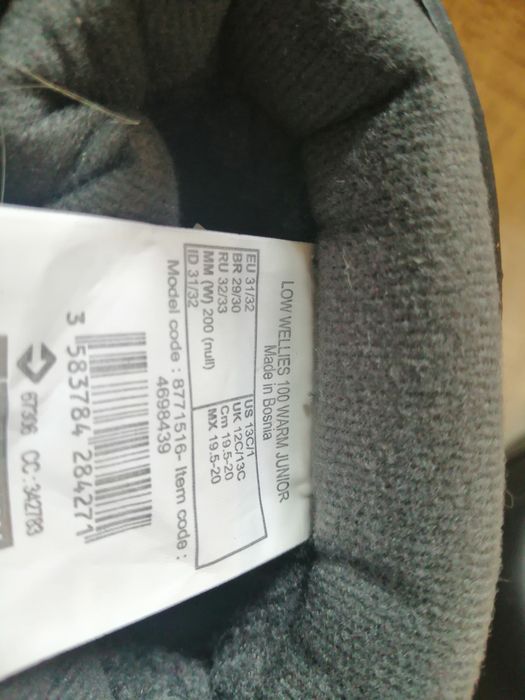 LOW WELLIES 100 WARM JUNIOR
Made in Bosnia
EU 31/32 US 13C/1
BR 29/30 UK 12C/13C
RU 32/33 Cm 19.5-20
MM (W) 200 (null) MX 19.5-20
ID 31/32
Model code : 8771516- Item code :
4698439
3 583784 284271
67396 CC : 342783